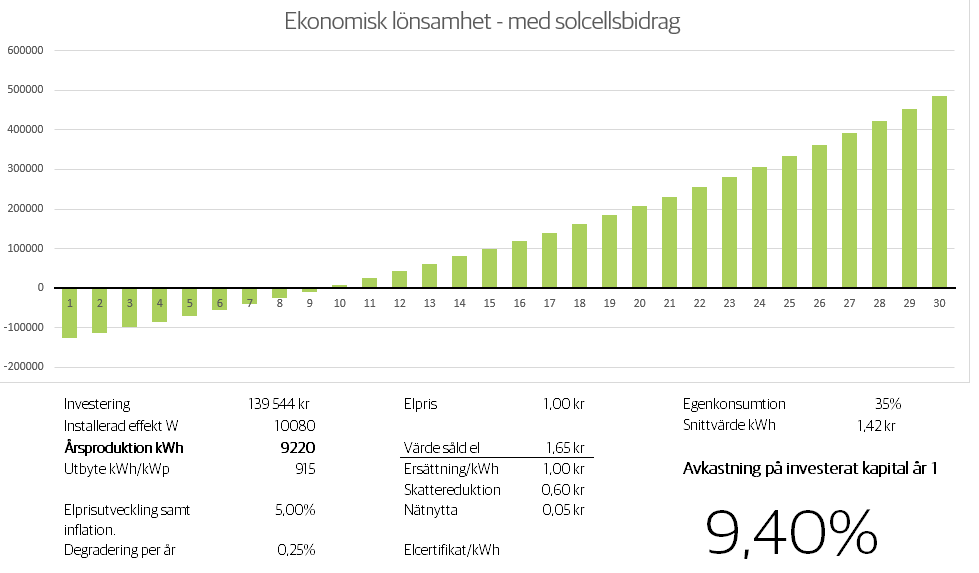 Ekonomisk lönsamhet - med solcellsbidrag
600000
500000
400000
300000
200000
100000
0
-100000
-200000
1 2 3 4 5 6 7 8 9 10 11 12 13 14 15 16 17 18 19 20 21 22 23 24 25 26 27 28 29 30
Investering 139 544 kr
Installerad effekt W 10080
Årsproduktion kWh 9220
Utbyte kWh/kWp 915
Elprisutveckling samt 5,00%
inflation.
Degradering per år 0,25%
Elpris 1,00 kr
Värde såld el 1,65 kr
Ersättning/kWh 1,00 kr
Skattereduktion 0,60 kr
Nätnytta 0,05 kr
Elcertifikat/kWh
Egenkonsumtion 35%
Snittvärde kWh 1,42 kr
Avkastning på investerat kapital år 1
9,40%